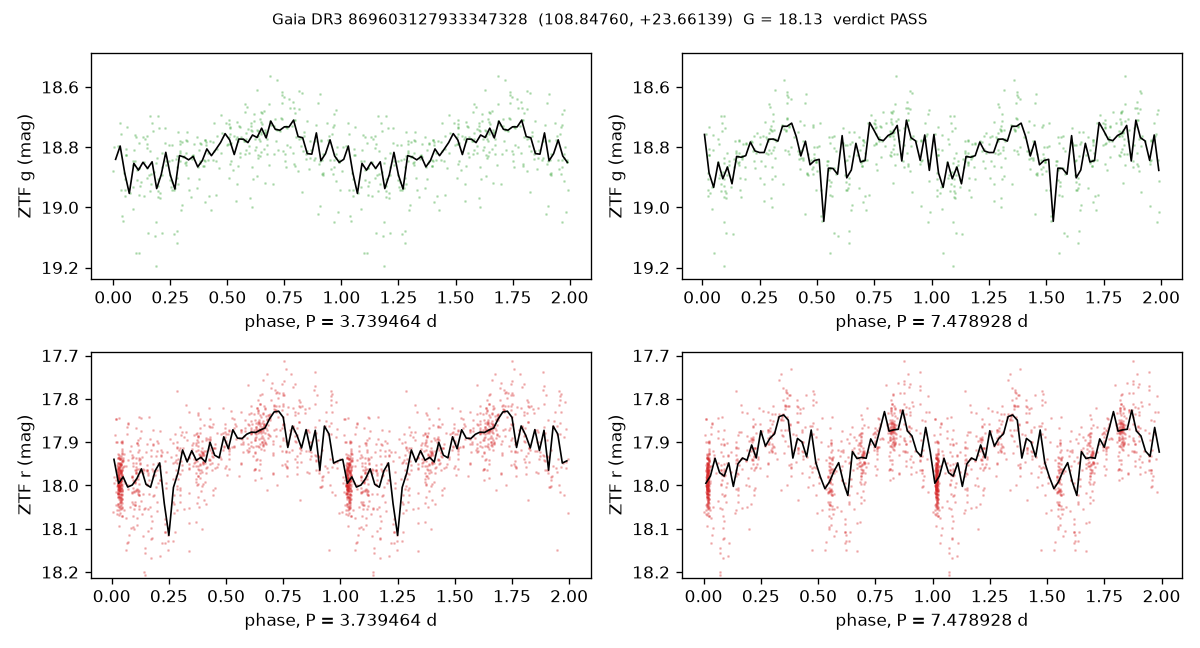 Gaia DR3 869603127933347328 (108.84760, +23.66139) G = 18.13 verdict PASS
ZTF g (mag)
18.6
18.8
19.0
19.2
0.00 0.25 0.50 0.75 1.00 1.25 1.50 1.75 2.00
phase, P = 3.739464 d
ZTF g (mag)
18.6
18.8
19.0
19.2
0.00 0.25 0.50 0.75 1.00 1.25 1.50 1.75 2.00
phase, P = 7.478928 d
ZTF r (mag)
17.7
17.8
17.9
18.0
18.1
18.2
0.00 0.25 0.50 0.75 1.00 1.25 1.50 1.75 2.00
phase, P = 3.739464 d
ZTF r (mag)
17.7
17.8
17.9
18.0
18.1
18.2
0.00 0.25 0.50 0.75 1.00 1.25 1.50 1.75 2.00
phase, P = 7.478928 d